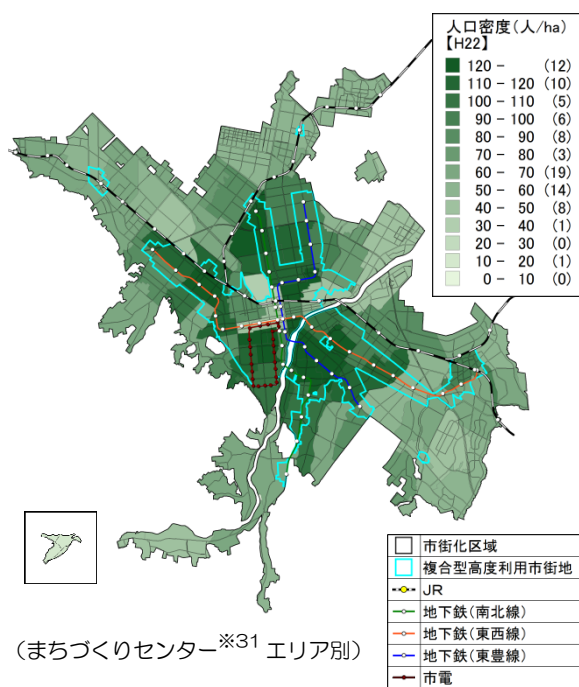 人口密度(人/ha)
【H22】
120 - (12)
110 - 120 (10)
100 - 110 (5)
90 - 100 (6)
80 - 90 (8)
70 - 80 (3)
60 - 70 (19)
50 - 60 (14)
40 - 50 (8)
30 - 40 (1)
20 - 30 (0)
10 - 20 (1)
0 - 10 (0)
市街化区域
複合型高度利用市街地
JR
地下鉄(南北線)
地下鉄(東西線)
地下鉄(東豊線)
市電
(まちづくりセンター※31 エリア別)